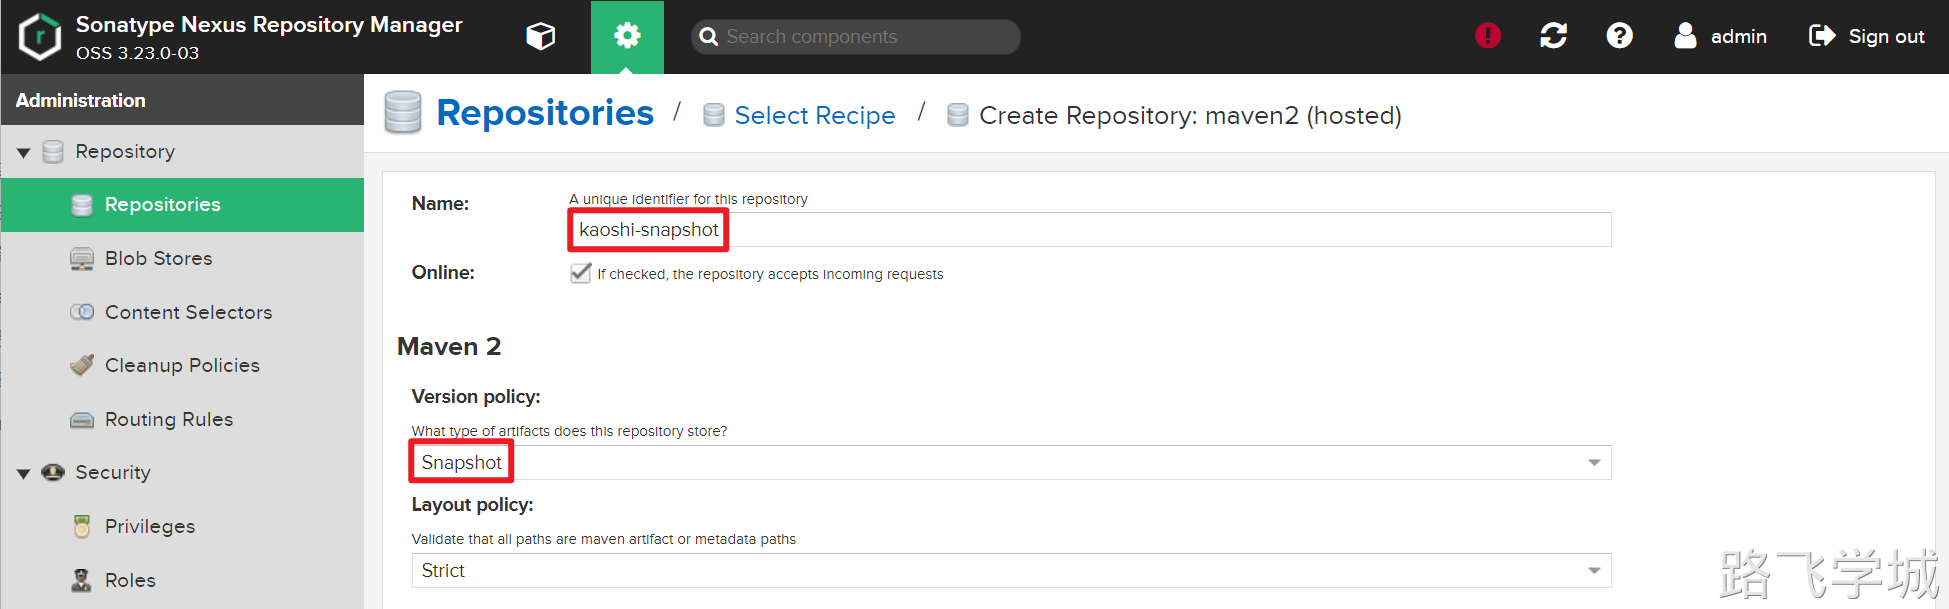 Sonatype Nexus Repository Manager
OSS 3.23.0-03
Search components
admin
Sign out
Administration
Repository
Repositories
Blob Stores
Content Selectors
Cleanup Policies
Routing Rules
Security
Privileges
Roles
Repositories / Select Recipe / Create Repository: maven2 (hosted)
Name:
A unique identifier for this repository
kaoshi-snapshot
Online:
If checked, the repository accepts incoming requests
Maven 2
Version policy:
What type of artifacts does this repository store?
Snapshot
Layout policy:
Validate that all paths are maven artifact or metadata paths
Strict
路飞学城